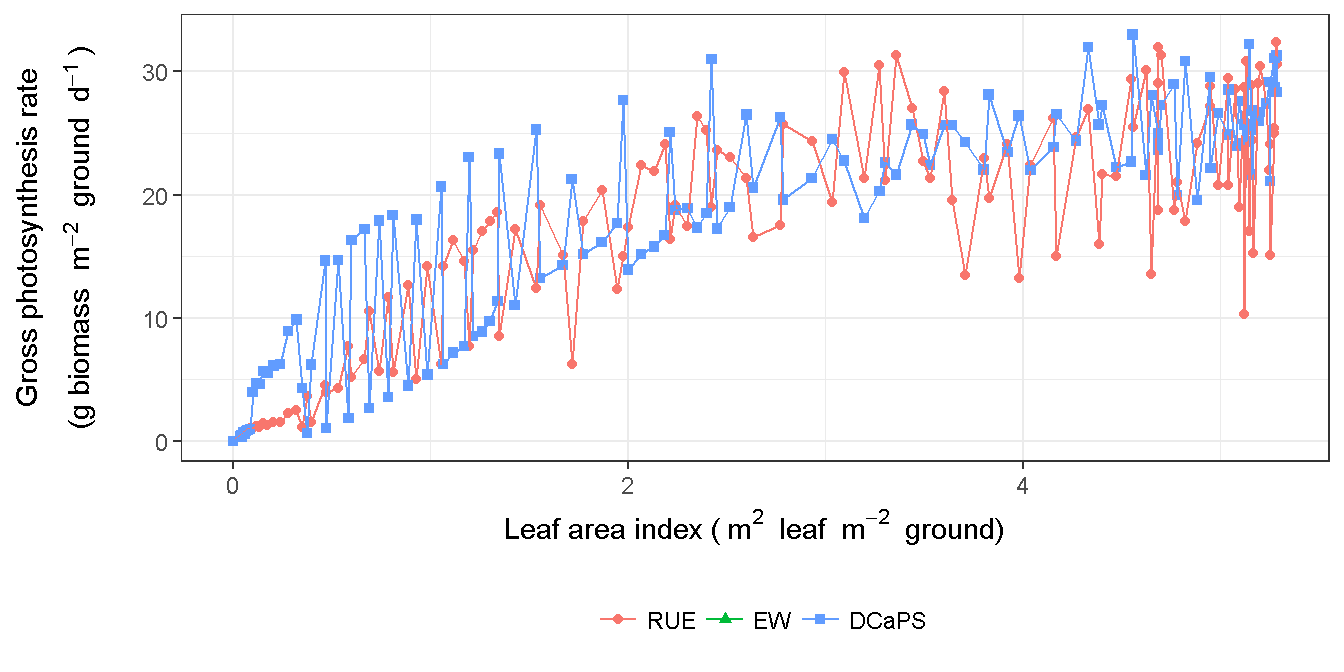 Gross photosynthesis rate
(g biomass m⁻² ground d⁻¹)
30
20
10
0
0 2 4
Leaf area index ( m² leaf m⁻² ground)
RUE EW DCaPS